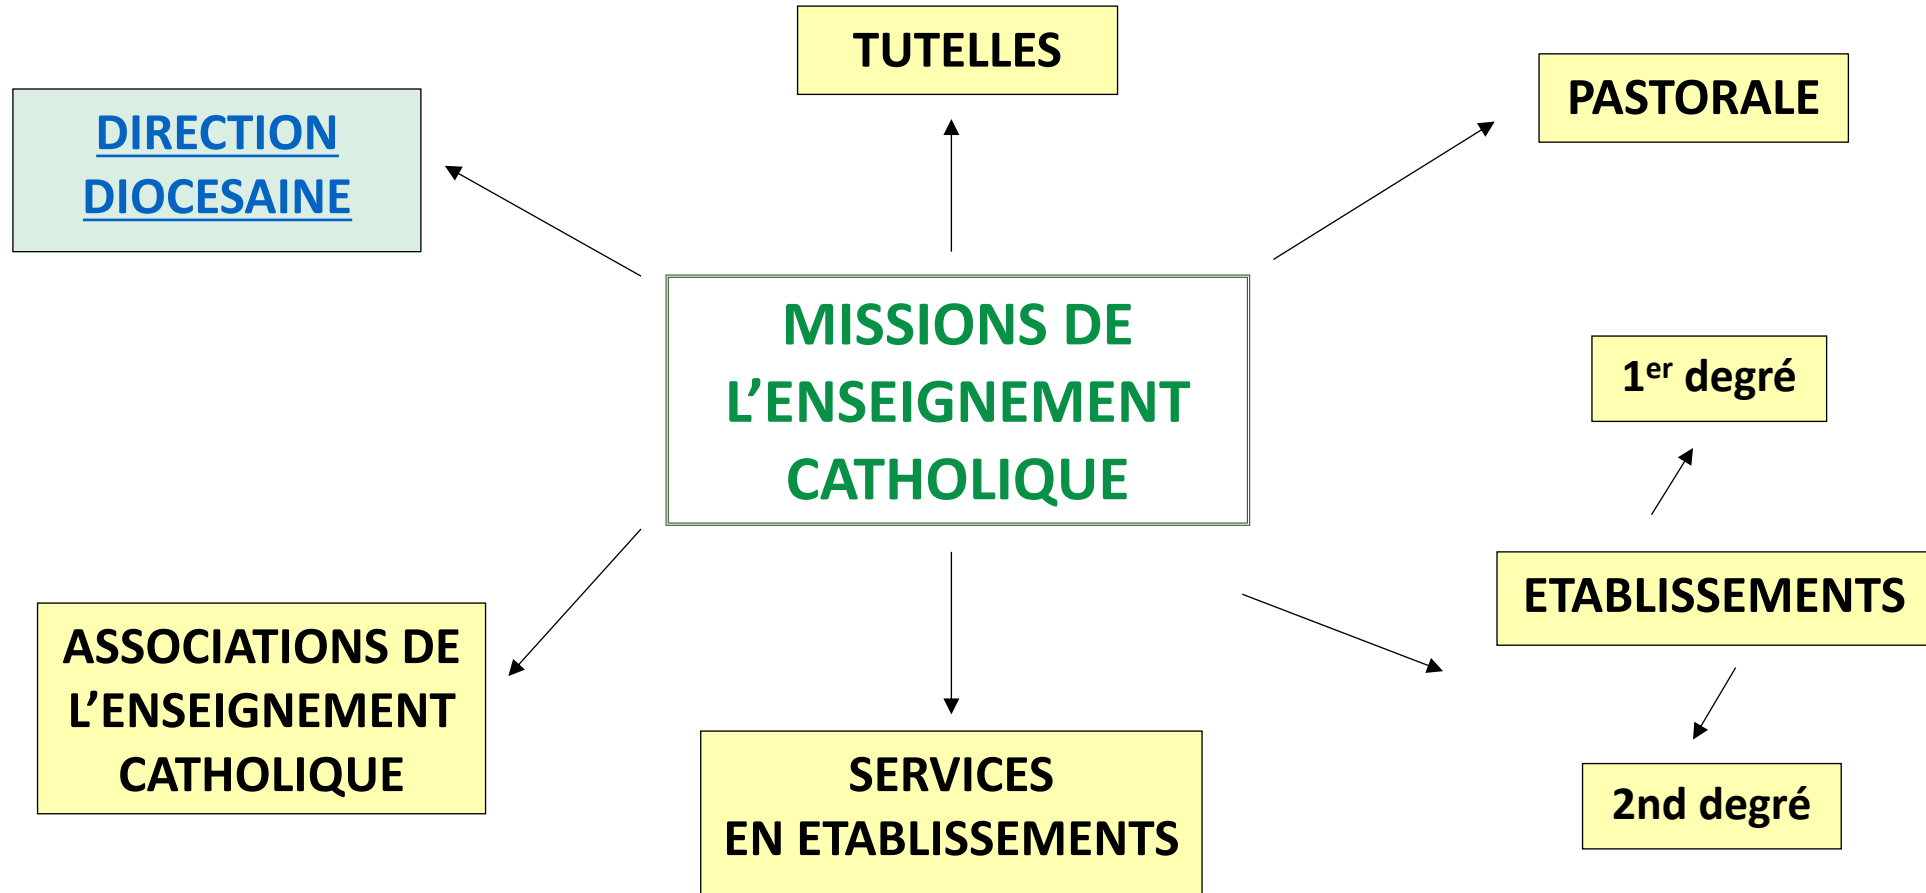 TUTELLES
PASTORALE
DIRECTION
DIOCESAINE
MISSIONS DE
L’ENSEIGNEMENT
CATHOLIQUE
1er degré
ETABLISSEMENTS
2nd degré
ASSOCIATIONS DE
L’ENSEIGNEMENT
CATHOLIQUE
SERVICES
EN ETABLISSEMENTS